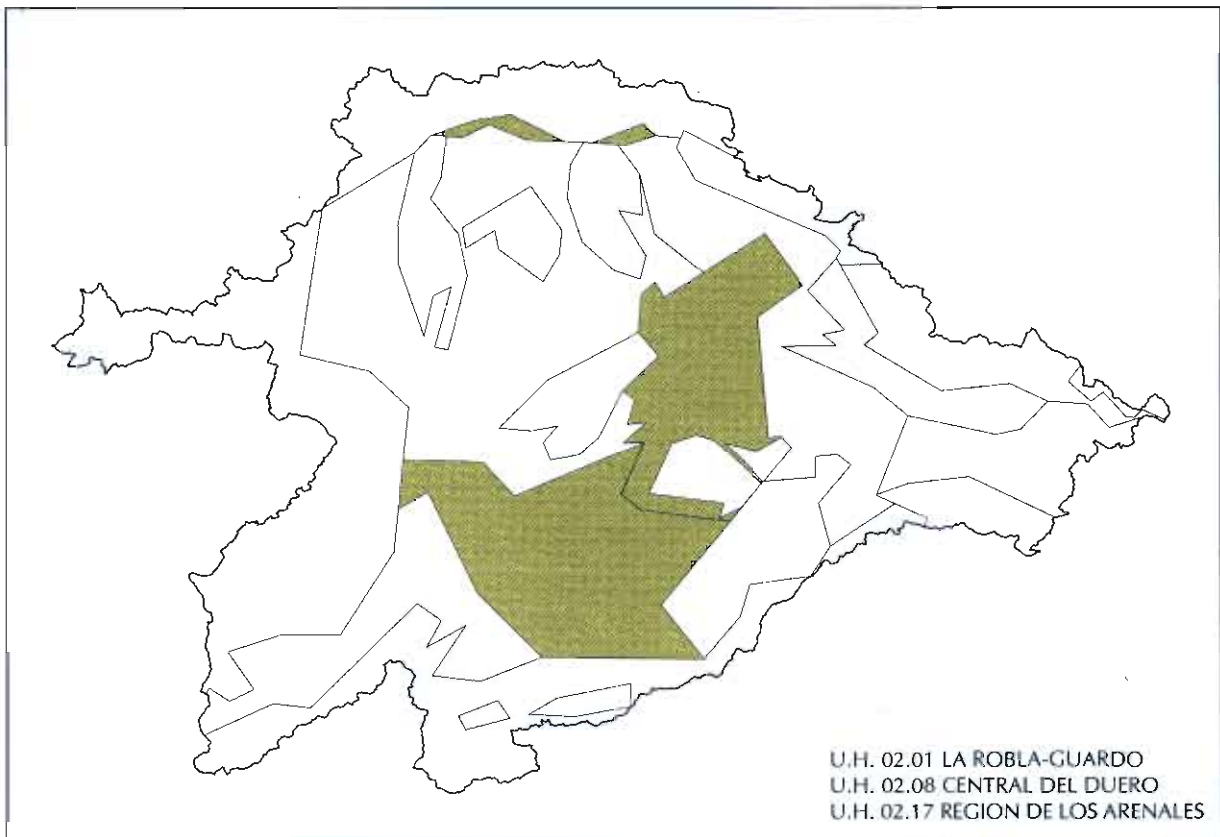 U.H. 02.01 LA ROBLA-GUARDO
U.H. 02.08 CENTRAL DEL DUERO
U.H. 02.17 REGION DE LOS ARENALES